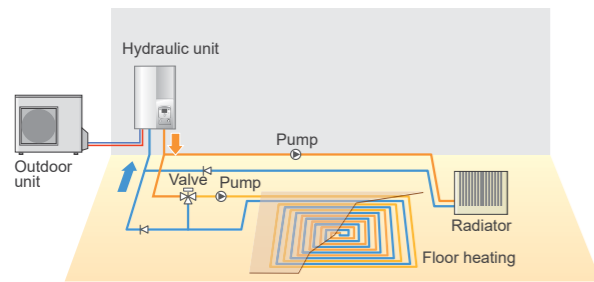 Hydraulic unit
Outdoor
unit
Pump
Valve
Pump
Radiator
Floor heating